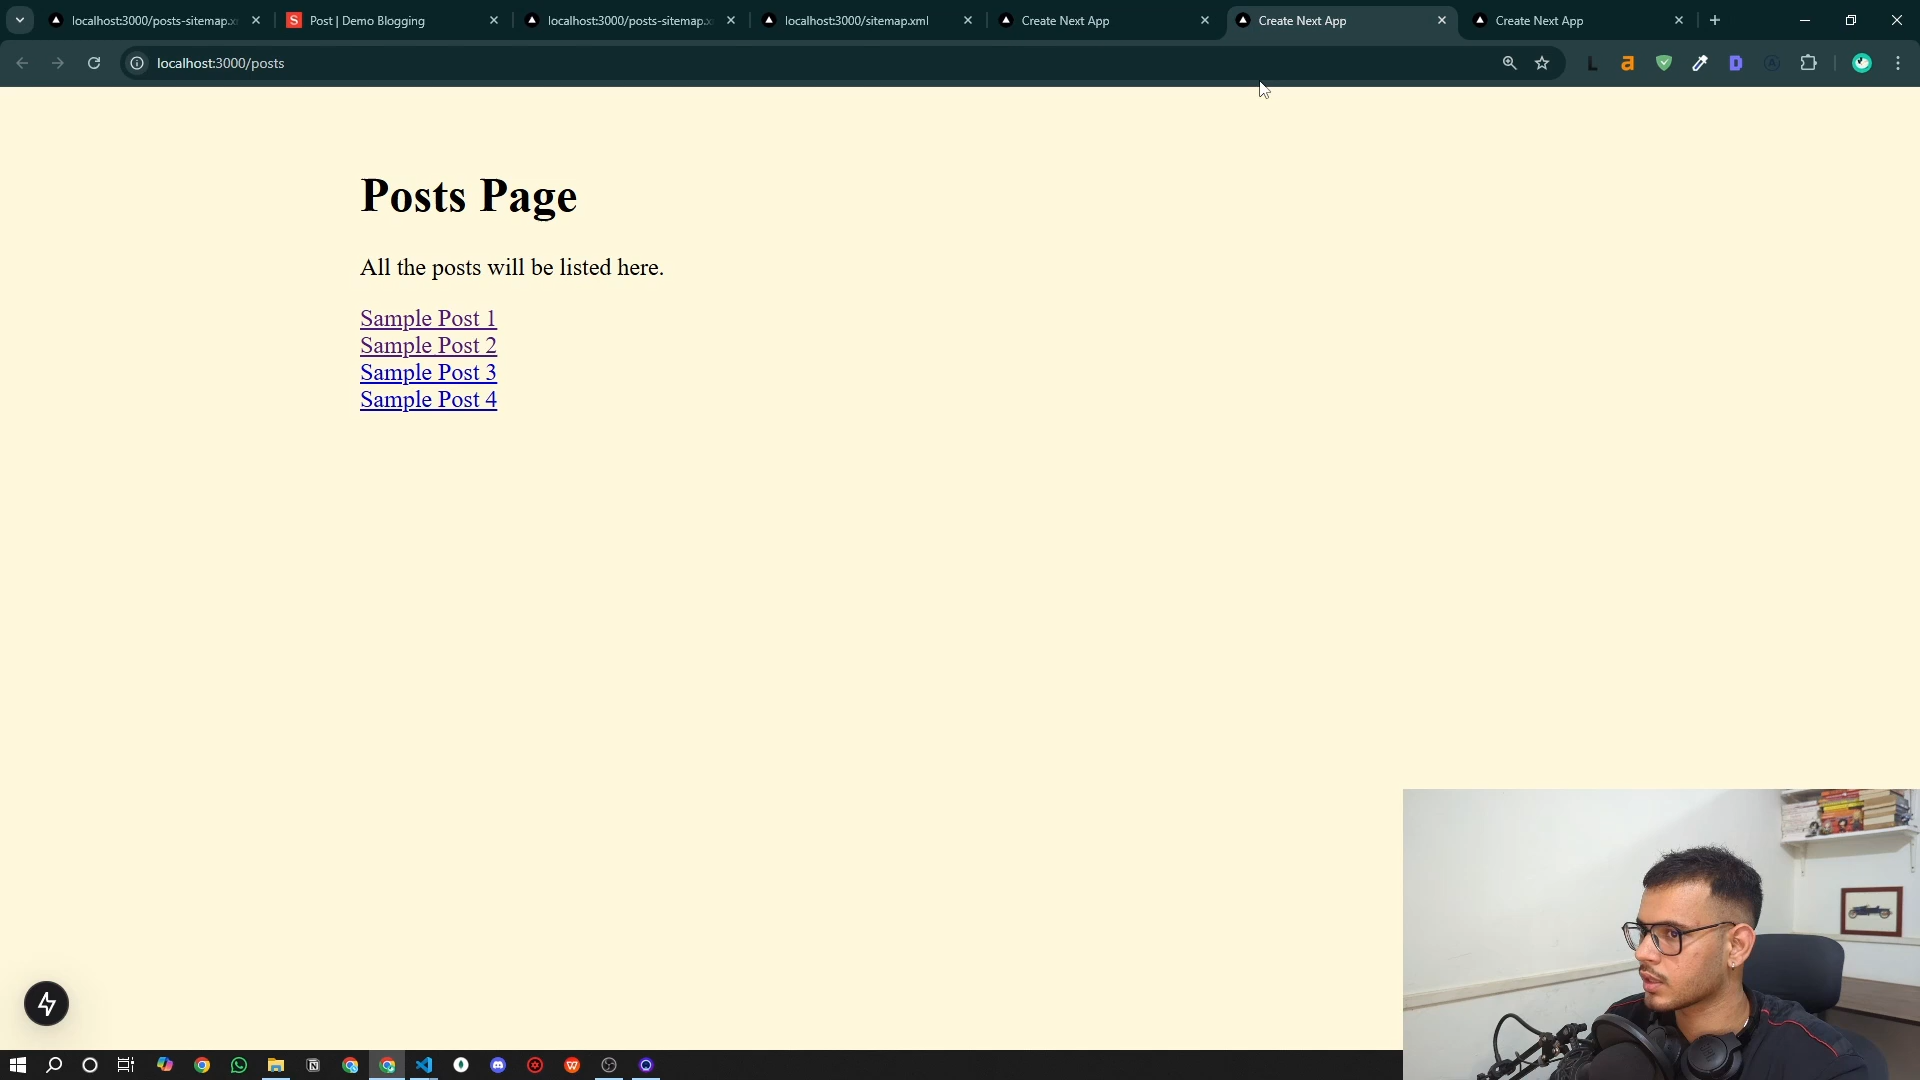 localhost:3000/posts-sitemap.x
Post | Demo Blogging
localhost:3000/posts-sitemap.x
localhost:3000/sitemap.xml
Create Next App
Create Next App
Create Next App
localhost:3000/posts
Posts Page
All the posts will be listed here.
Sample Post 1
Sample Post 2
Sample Post 3
Sample Post 4